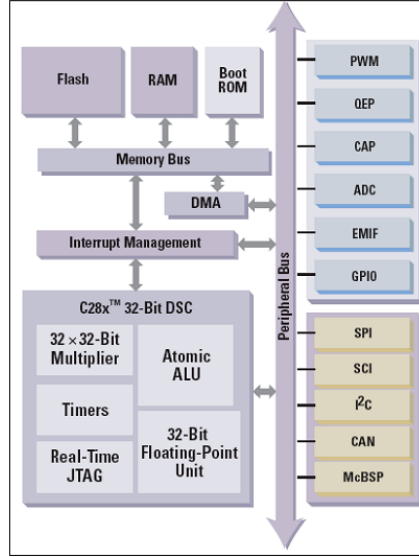 Flash
RAM
Boot
ROM
Memory Bus
DMA
Interrupt Management
C28x™ 32-Bit DSC
32 × 32-Bit
Multiplier
Timers
Real-Time
JTAG
Atomic
ALU
32-Bit
Floating-Point
Unit
Peripheral Bus
PWM
QEP
CAP
ADC
EMIF
GPIO
SPI
SCI
I²C
CAN
McBSP